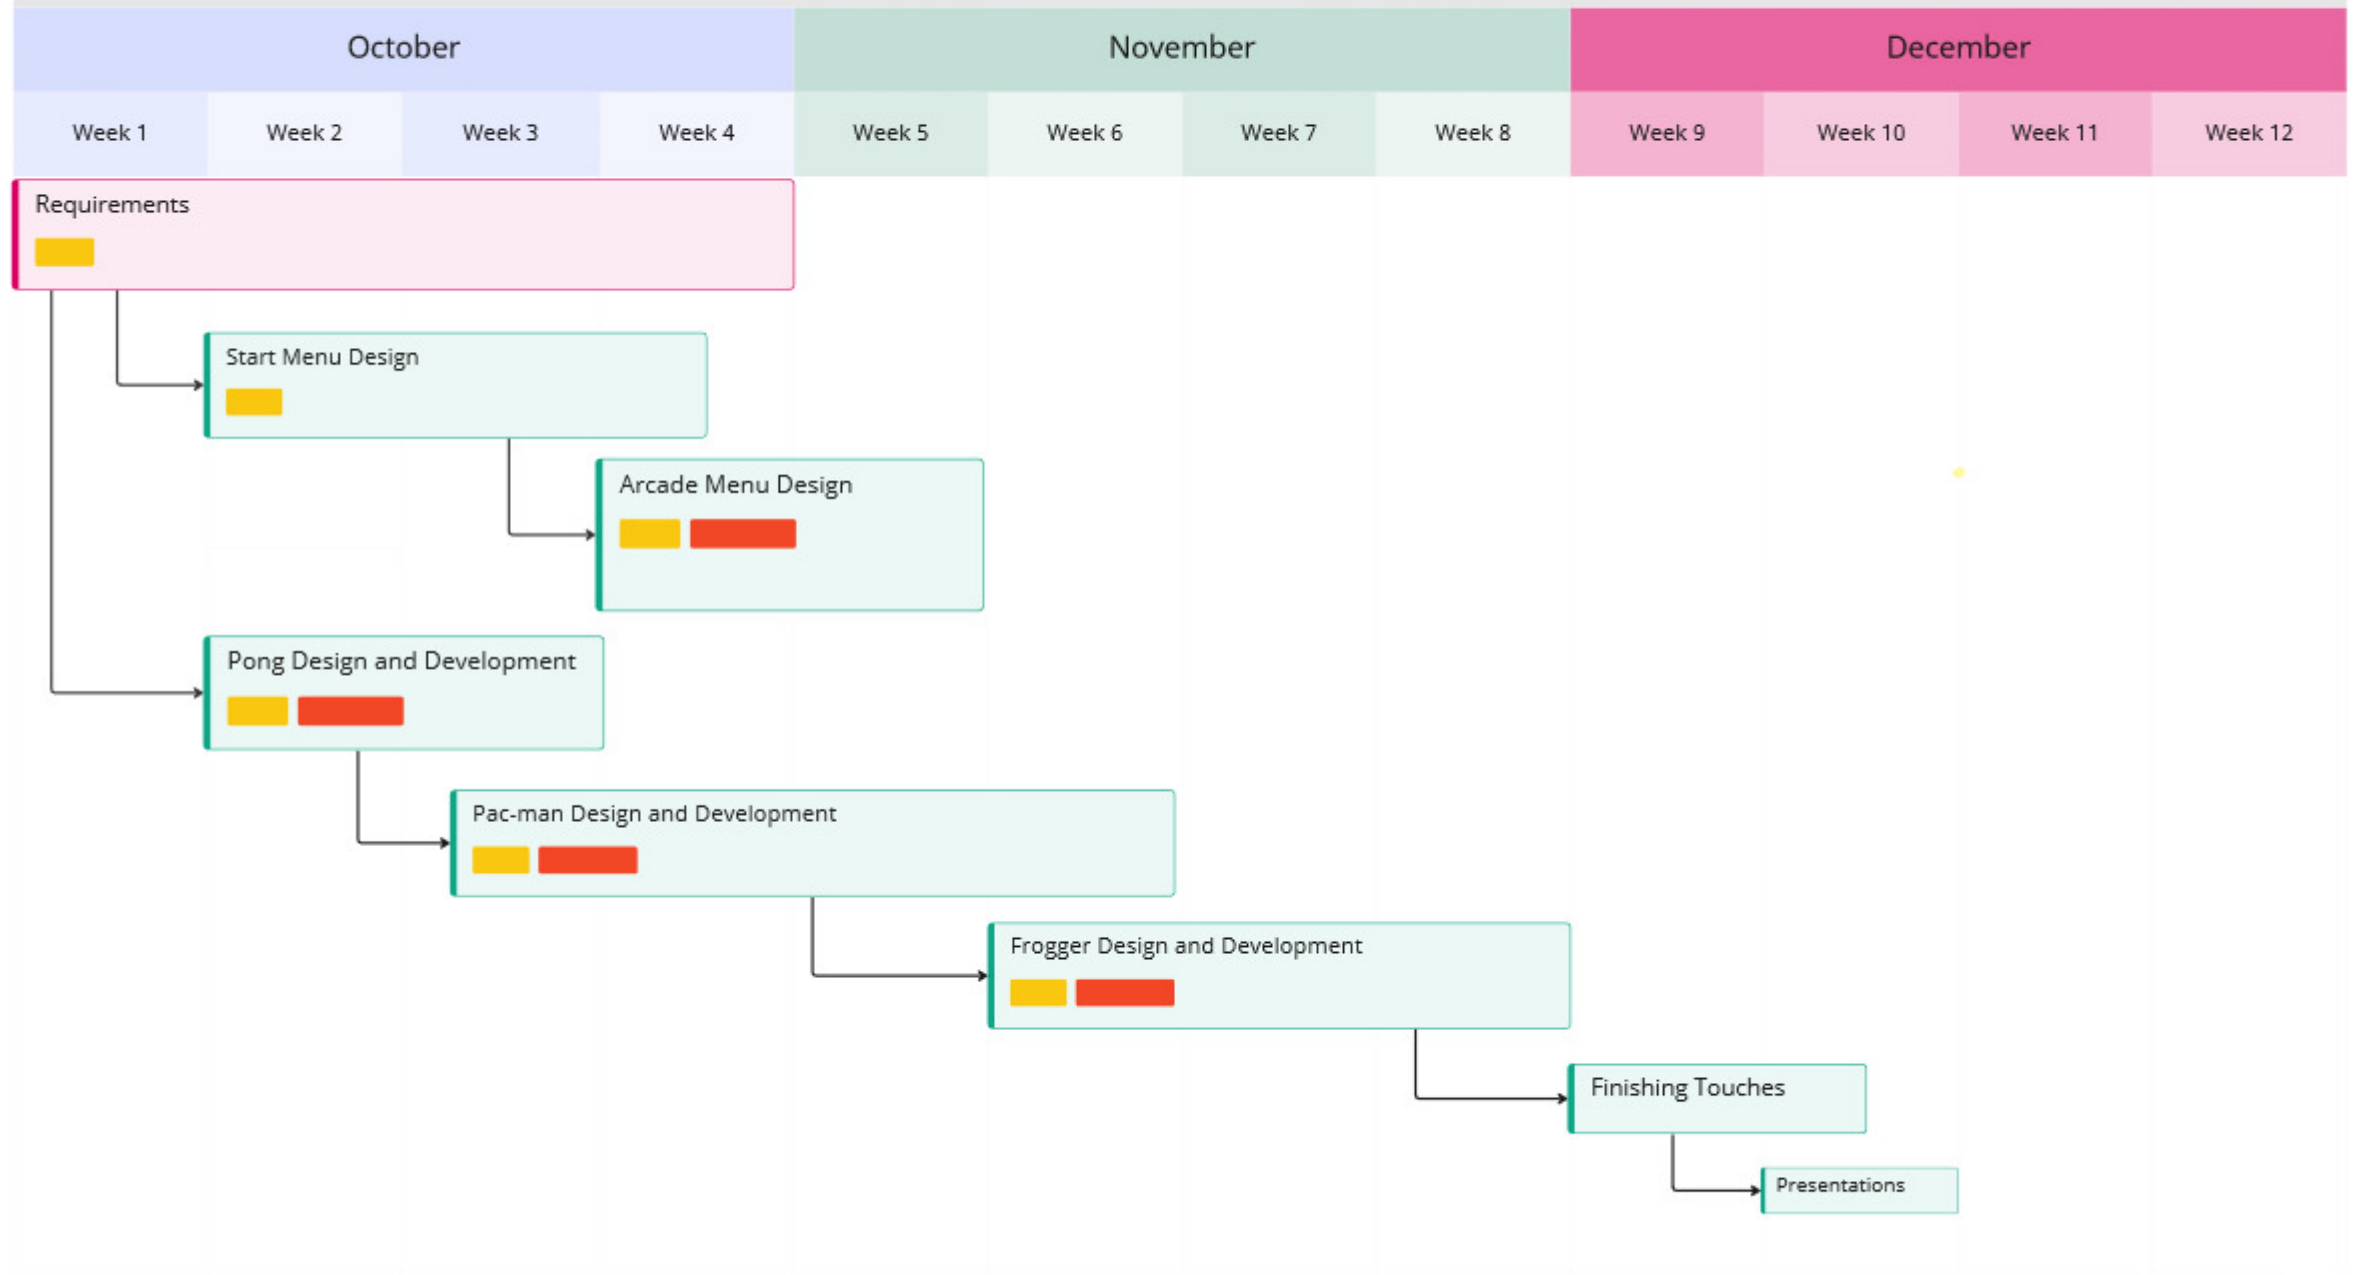 October November December
Week 1 Week 2 Week 3 Week 4 Week 5 Week 6 Week 7 Week 8 Week 9 Week 10 Week 11 Week 12
Requirements
Start Menu Design
Arcade Menu Design
Pong Design and Development
Pac-man Design and Development
Frogger Design and Development
Finishing Touches
Presentations